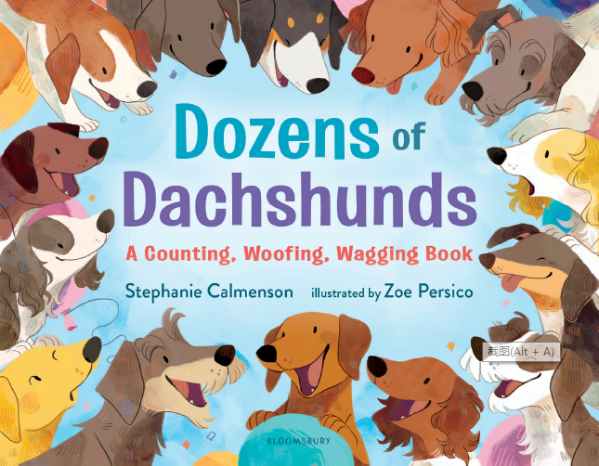 Dozens of
Dachshunds
A Counting, Woofing, Wagging Book
Stephanie Calmenson illustrated by Zoe Persico
截图(Alt + A)
BLOOMSBURY